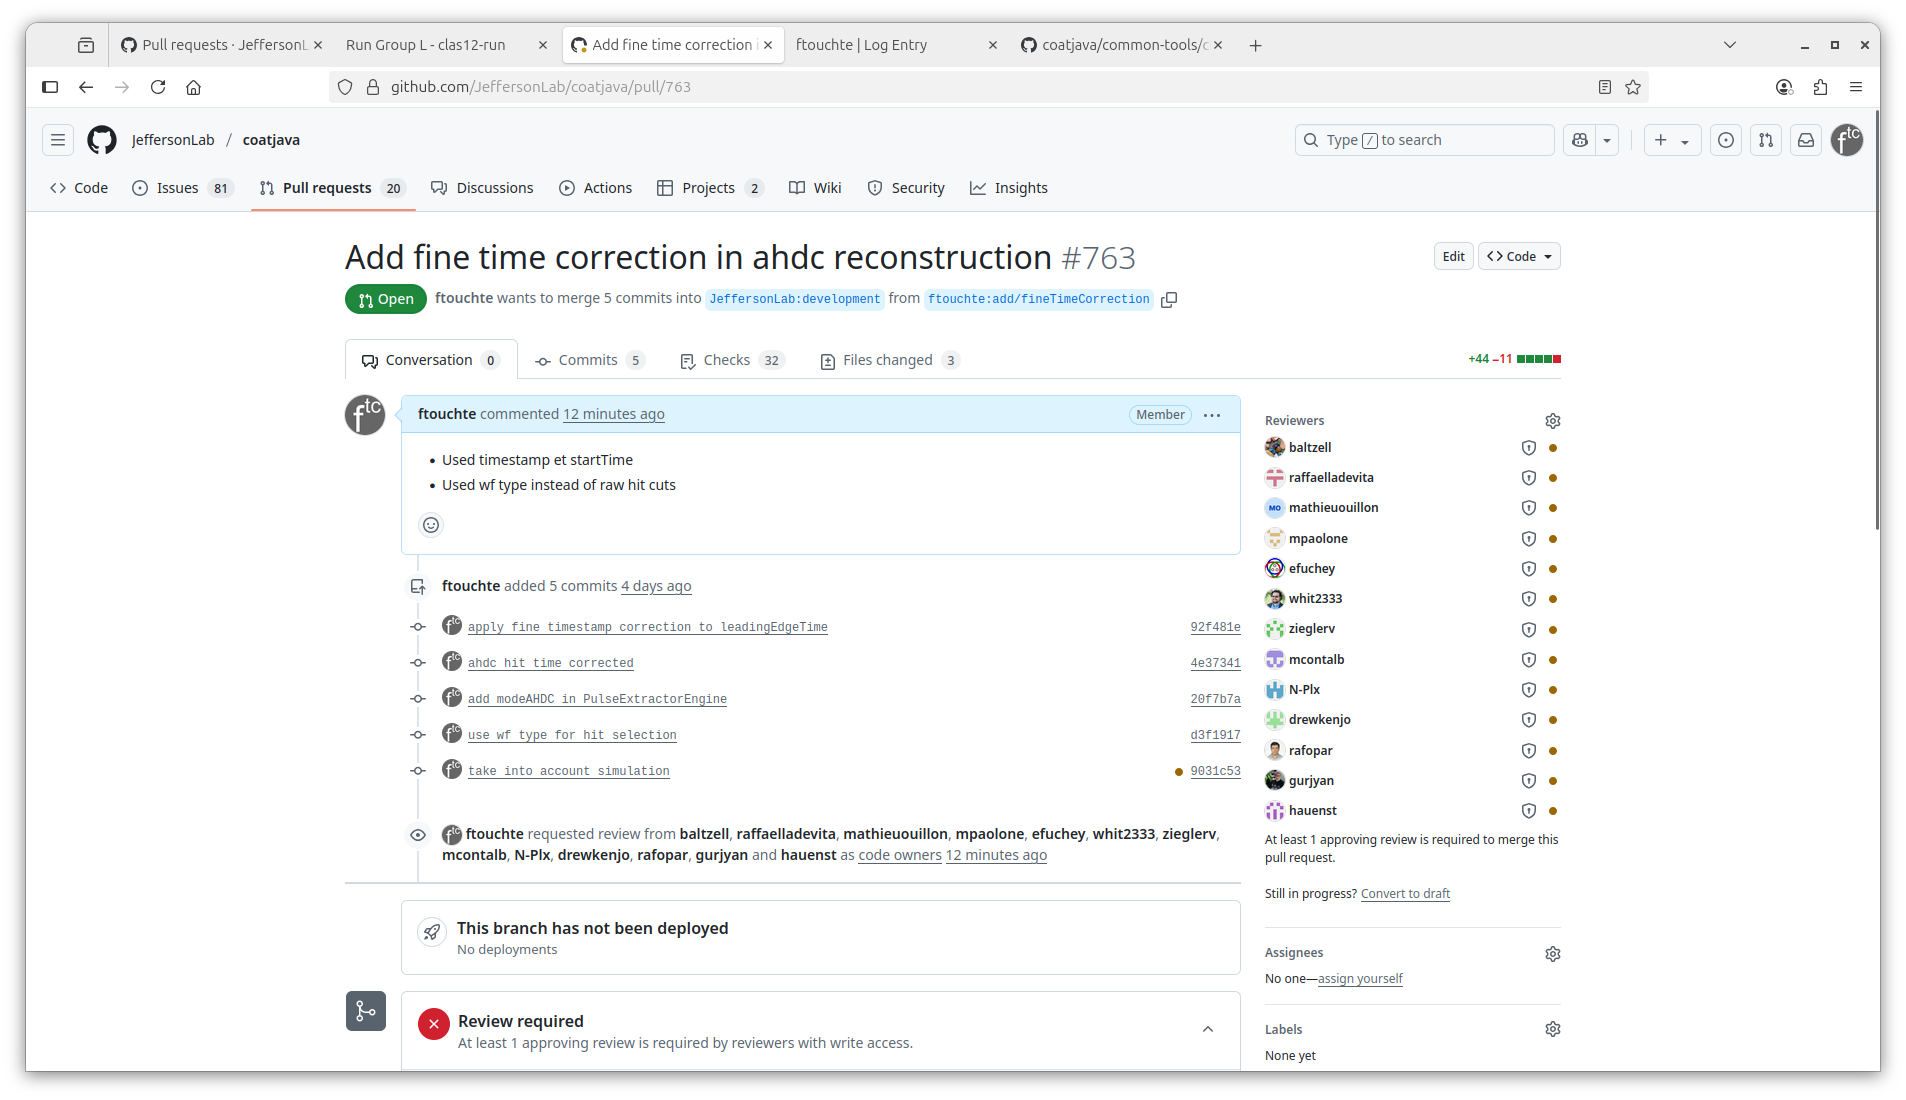 Pull requests · JeffersonL
Run Group L - clas12-run
Add fine time correction i
ftouchte | Log Entry
coatjava/common-tools/c
github.com/JeffersonLab/coatjava/pull/763
JeffersonLab / coatjava
Type / to search
ftc
Code
Issues 81
Pull requests 20
Discussions
Actions
Projects 2
Wiki
Security
Insights
Add fine time correction in ahdc reconstruction #763
Edit
<> Code
Open
ftouchte wants to merge 5 commits into JeffersonLab:development from ftouchte:add/fineTimeCorrection
Conversation 0
Commits 5
Checks 32
Files changed 3
+44 −11
ftc
ftouchte commented 12 minutes ago
Member
• Used timestamp et startTime
• Used wf type instead of raw hit cuts
ftouchte added 5 commits 4 days ago
apply fine timestamp correction to leadingEdgeTime 92f481e
ahdc hit time corrected 4e37341
add modeAHDC in PulseExtractorEngine 20f7b7a
use wf type for hit selection d3f1917
take into account simulation 9031c53
ftouchte requested review from baltzell, raffaelladevita, mathieuouillon, mpaolone, efuchey, whit2333, zieglerv,
mcontalb, N-Plx, drewkenjo, rafopar, gurjyan and hauenst as code owners 12 minutes ago
This branch has not been deployed
No deployments
Review required
At least 1 approving review is required by reviewers with write access.
Reviewers
baltzell
raffaelladevita
MO mathieuouillon
mpaolone
efuchey
whit2333
zieglerv
mcontalb
N-Plx
drewkenjo
rafopar
gurjyan
hauenst
At least 1 approving review is required to merge this
pull request.
Still in progress? Convert to draft
Assignees
No one—assign yourself
Labels
None yet